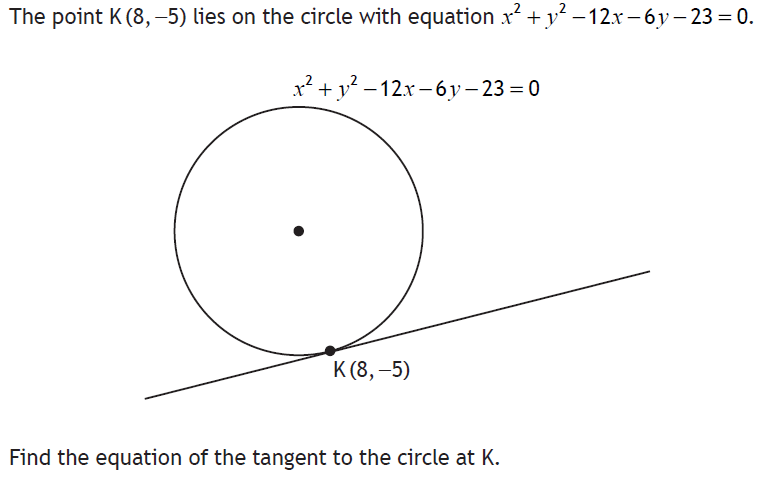 The point K (8, −5) lies on the circle with equation x² + y² − 12x − 6y − 23 = 0.
x² + y² − 12x − 6y − 23 = 0
K (8, −5)
Find the equation of the tangent to the circle at K.